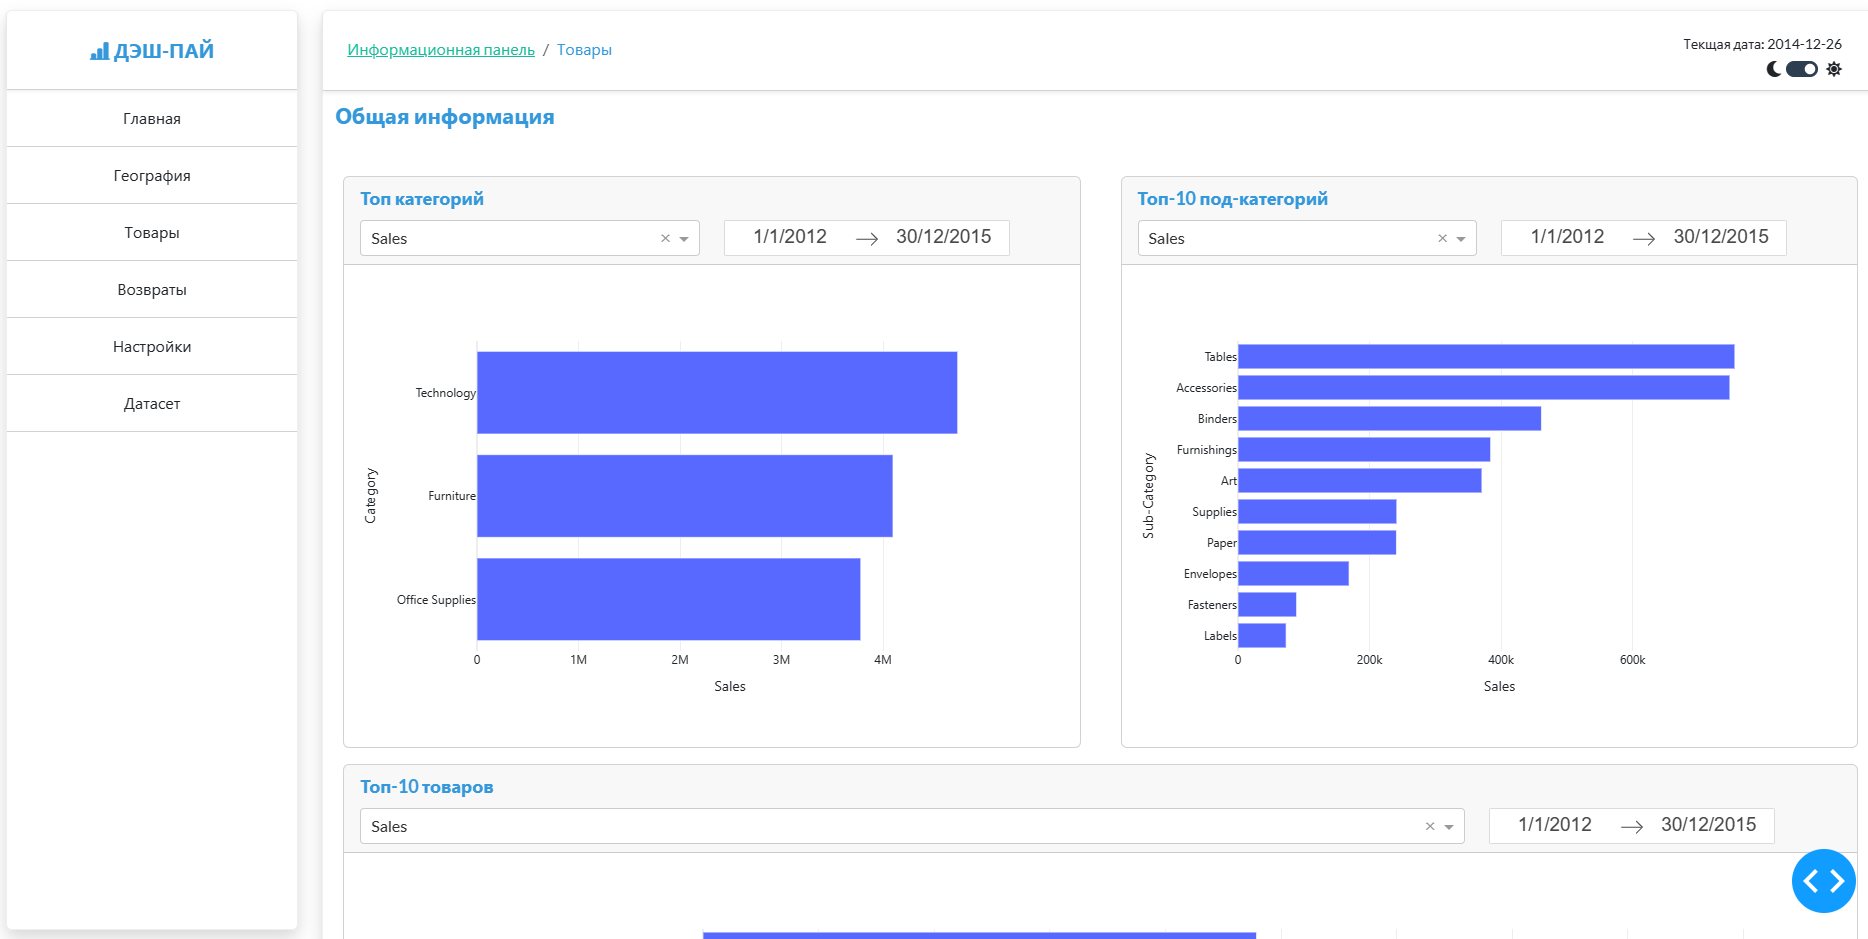 ДЭШ-ПАЙ
Главная
География
Товары
Возвраты
Настройки
Датасет
Информационная панель / Товары
Текщая дата: 2014-12-26
Общая информация
Топ категорий
Sales × 1/1/2012 → 30/12/2015
Technology
Furniture
Office Supplies
Category
0 1M 2M 3M 4M
Sales
Топ-10 под-категорий
Sales × 1/1/2012 → 30/12/2015
Tables
Accessories
Binders
Furnishings
Art
Supplies
Paper
Envelopes
Fasteners
Labels
Sub-Category
0 200k 400k 600k
Sales
Топ-10 товаров
Sales × 1/1/2012 → 30/12/2015